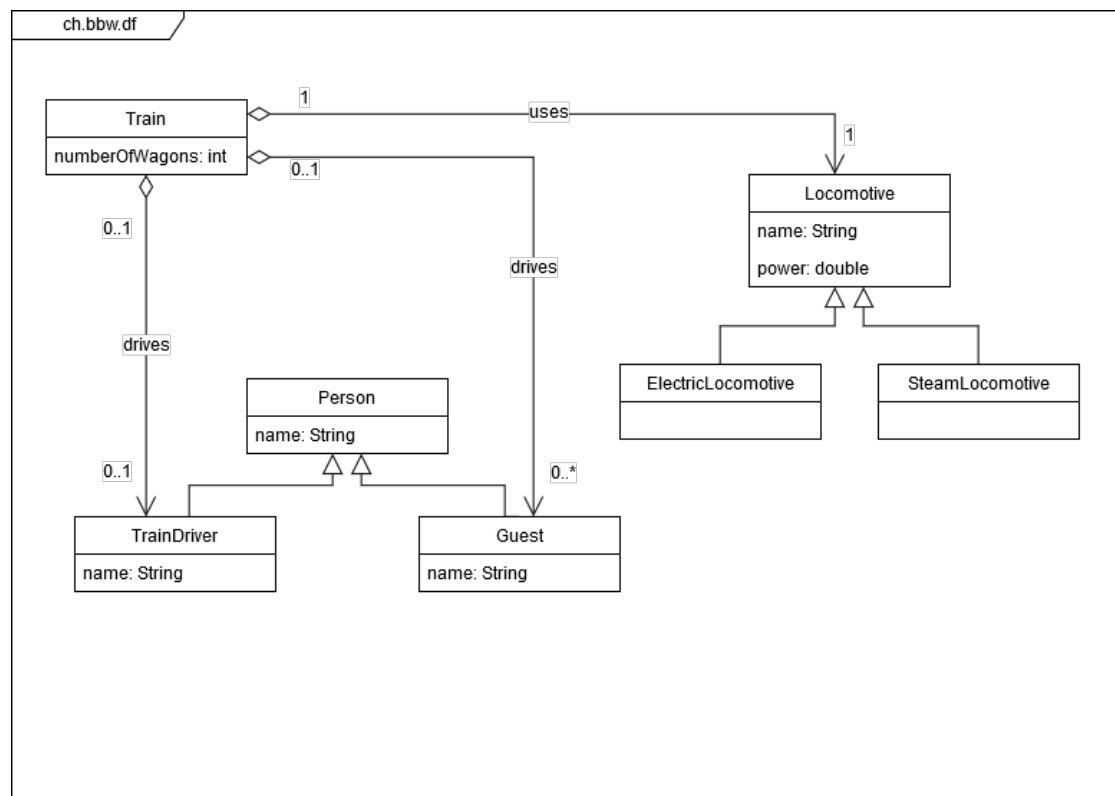 ch.bbw.df
Train
numberOfWagons: int
1
uses
1
0..1
drives
0..*
0..1
drives
0..1
Locomotive
name: String
power: double
ElectricLocomotive
SteamLocomotive
Person
name: String
TrainDriver
name: String
Guest
name: String